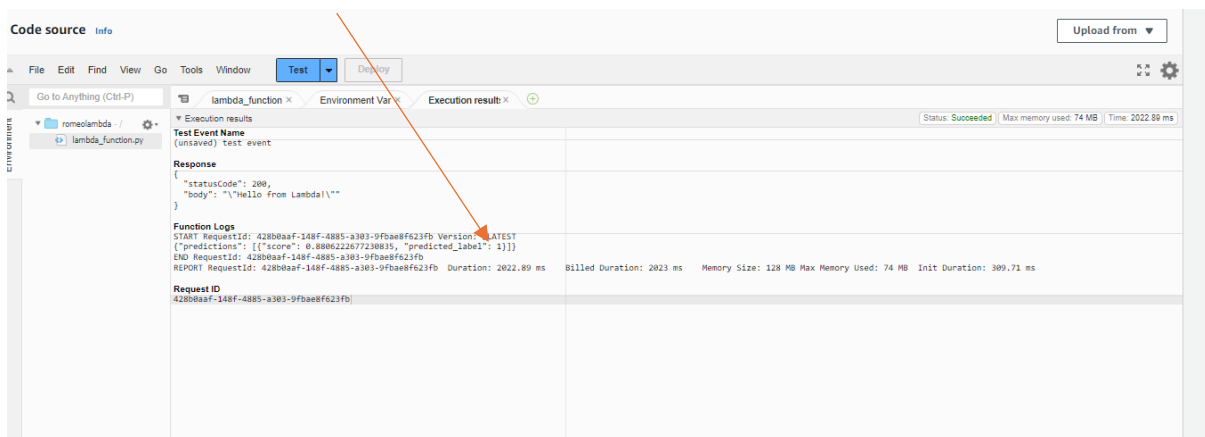 Code source Info
Upload from ▼
File Edit Find View Go Tools Window Test Deploy
Go to Anything (Ctrl-P)
lambda_function × Environment Var × Execution results ×
Environment
romeolambda - /
lambda_function.py
▼ Execution results
Status: Succeeded Max memory used: 74 MB Time: 2022.89 ms
Test Event Name
(unsaved) test event
Response
{
"statusCode": 200,
"body": "\"Hello from Lambda!\""
}
Function Logs
START RequestId: 428b0aaf-148f-4885-a303-9fbae8f623fb Version: $LATEST
{"predictions": [{"score": 0.8806222677230835, "predicted_label": 1}]}
END RequestId: 428b0aaf-148f-4885-a303-9fbae8f623fb
REPORT RequestId: 428b0aaf-148f-4885-a303-9fbae8f623fb Duration: 2022.89 ms Billed Duration: 2023 ms Memory Size: 128 MB Max Memory Used: 74 MB Init Duration: 309.71 ms
Request ID
428b0aaf-148f-4885-a303-9fbae8f623fb